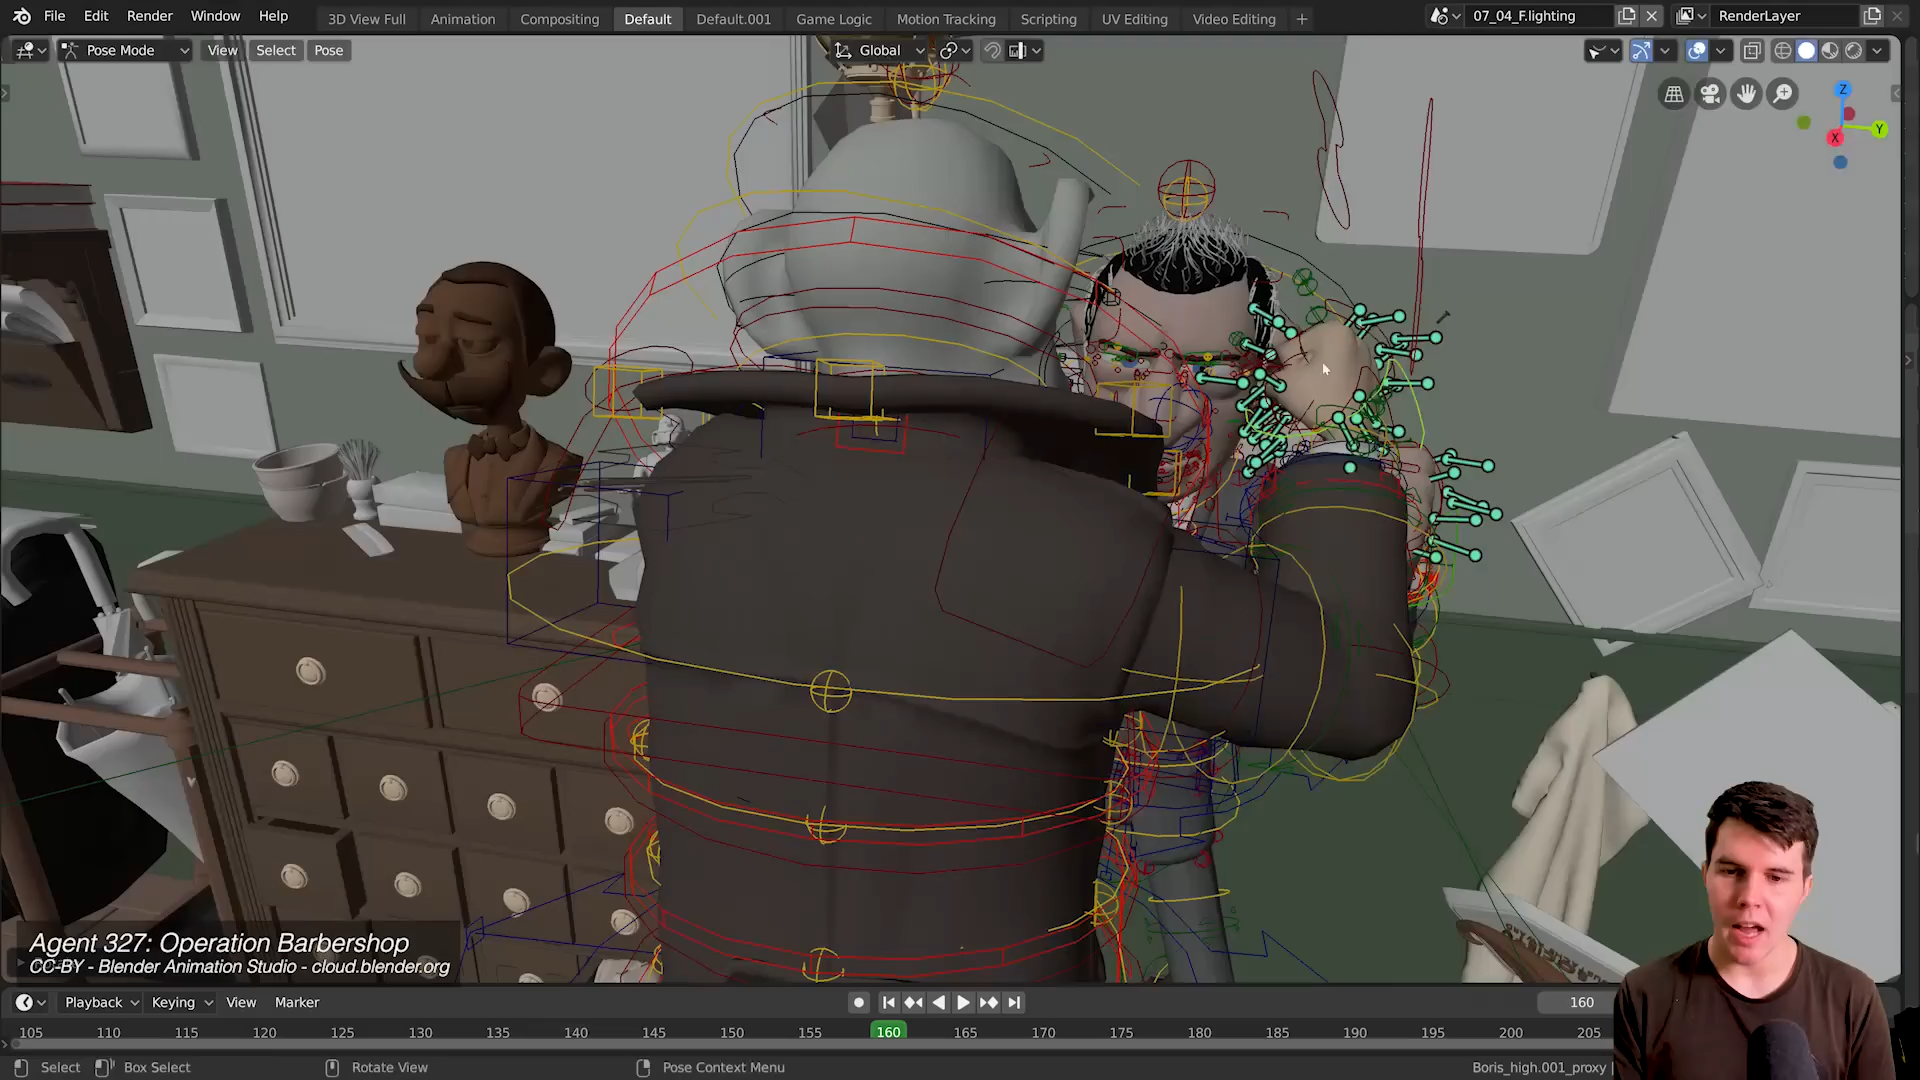 File Edit Render Window Help
3D View Full Animation Compositing Default Default.001 Game Logic Motion Tracking Scripting UV Editing Video Editing +
07_04_F.lighting
RenderLayer
Pose Mode View Select Pose
Global
Z
Y
X
Agent 327: Operation Barbershop
CC-BY - Blender Animation Studio - cloud.blender.org
Playback Keying View Marker
160
105 110 115 120 125 130 135 140 145 150 155 160 165 170 175 180 185 190 195 200 205
Select Box Select Rotate View Pose Context Menu
Boris_high.001_proxy |